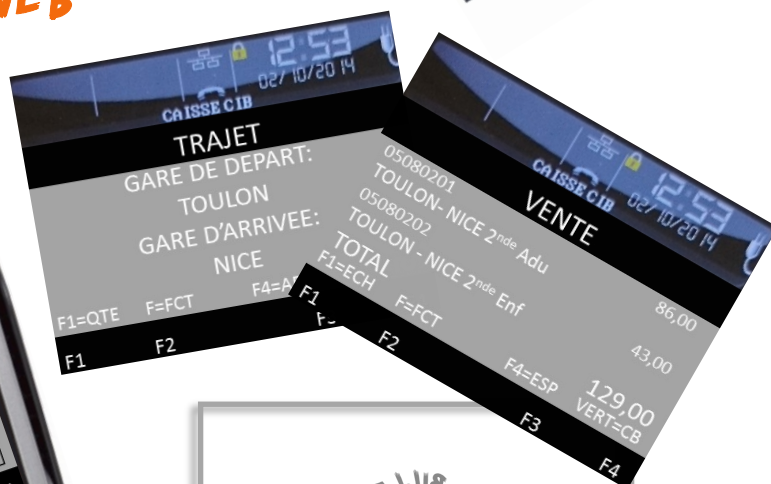 12:53
02/10/2014
CAISSE CIB
TRAJET
GARE DE DEPART:
TOULON
GARE D'ARRIVEE:
NICE
F1=QTE F=FCT
F1 F2
12:53
02/10/2014
CAISSE CIB
VENTE
05080201
TOULON- NICE 2nde Adu 86,00
05080202
TOULON - NICE 2nde Enf 43,00
TOTAL 129,00
F1=ECH F=FCT F4=ESP VERT=CB
F1 F2 F3 F4